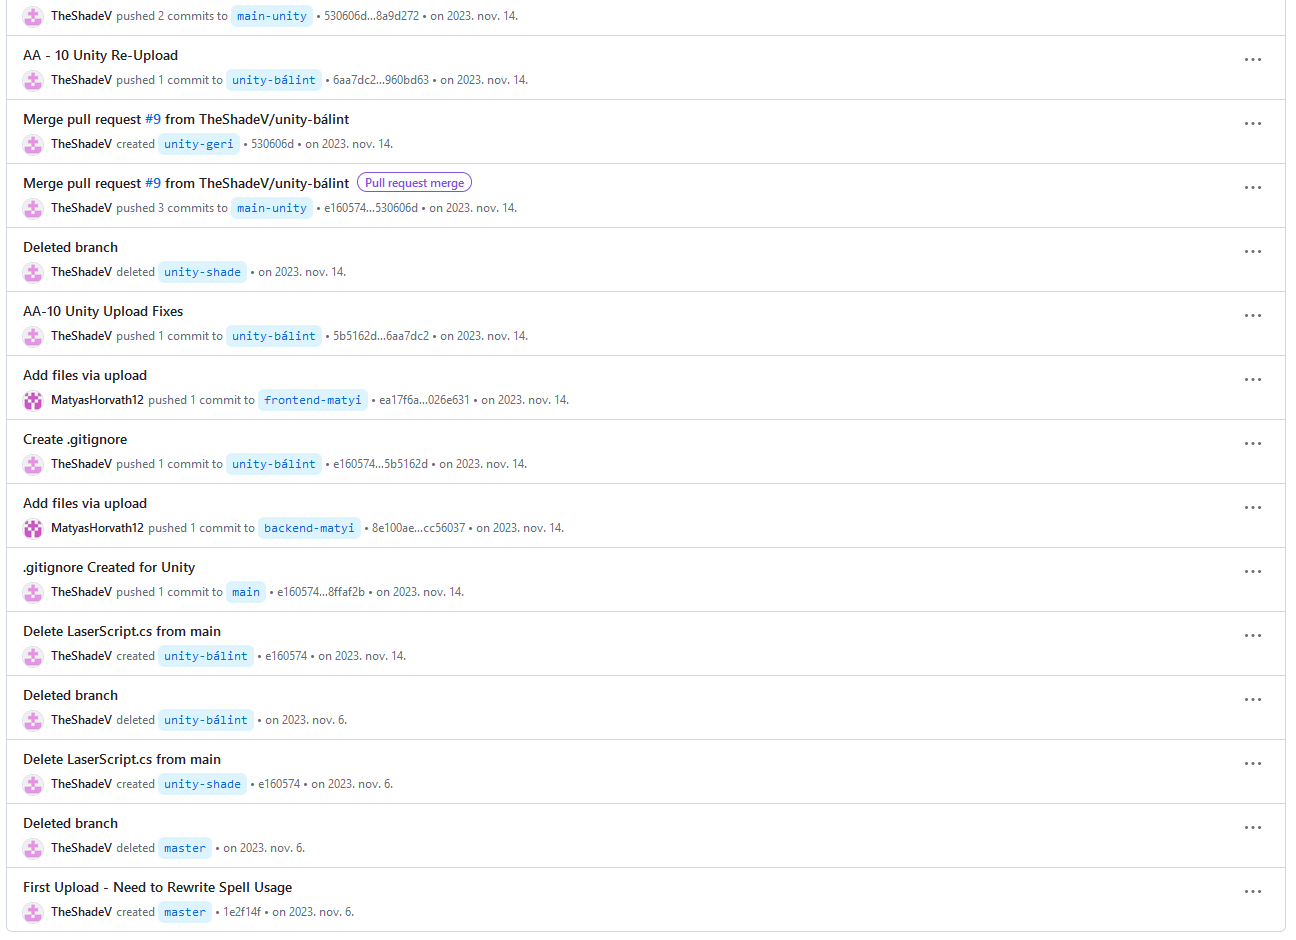 TheShadeV pushed 2 commits to main-unity • 530606d...8a9d272 • on 2023. nov. 14.
AA - 10 Unity Re-Upload
TheShadeV pushed 1 commit to unity-bálint • 6aa7dc2...960bd63 • on 2023. nov. 14.
Merge pull request #9 from TheShadeV/unity-bálint
TheShadeV created unity-geri • 530606d • on 2023. nov. 14.
Merge pull request #9 from TheShadeV/unity-bálint Pull request merge
TheShadeV pushed 3 commits to main-unity • e160574...530606d • on 2023. nov. 14.
Deleted branch
TheShadeV deleted unity-shade • on 2023. nov. 14.
AA-10 Unity Upload Fixes
TheShadeV pushed 1 commit to unity-bálint • 5b5162d...6aa7dc2 • on 2023. nov. 14.
Add files via upload
MatyasHorvath12 pushed 1 commit to frontend-matyi • ea17f6a...026e631 • on 2023. nov. 14.
Create .gitignore
TheShadeV pushed 1 commit to unity-bálint • e160574...5b5162d • on 2023. nov. 14.
Add files via upload
MatyasHorvath12 pushed 1 commit to backend-matyi • 8e100ae...cc56037 • on 2023. nov. 14.
.gitignore Created for Unity
TheShadeV pushed 1 commit to main • e160574...8ffaf2b • on 2023. nov. 14.
Delete LaserScript.cs from main
TheShadeV created unity-bálint • e160574 • on 2023. nov. 14.
Deleted branch
TheShadeV deleted unity-bálint • on 2023. nov. 6.
Delete LaserScript.cs from main
TheShadeV created unity-shade • e160574 • on 2023. nov. 6.
Deleted branch
TheShadeV deleted master • on 2023. nov. 6.
First Upload - Need to Rewrite Spell Usage
TheShadeV created master • 1e2f14f • on 2023. nov. 6.